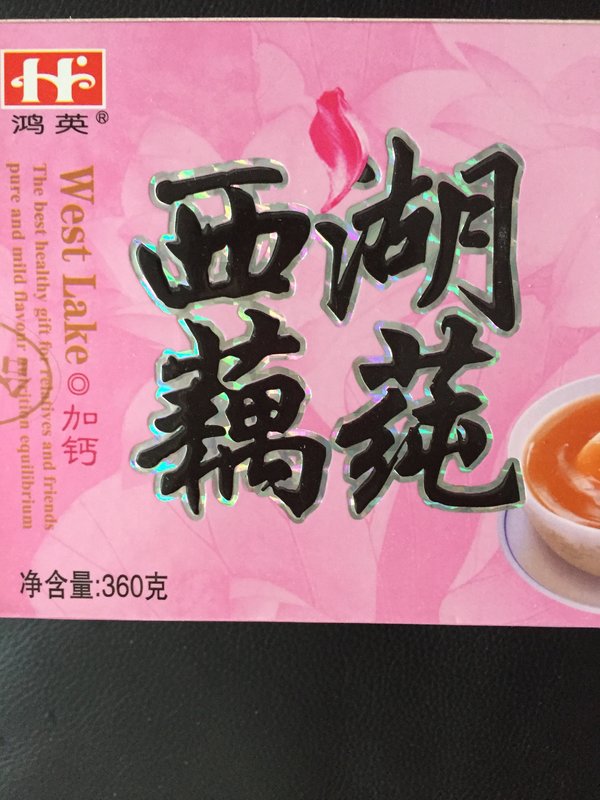 鸿英®
West Lake◎加钙
The best healthy gift for relatives and friends
pure and mild flavour nutrition equilibrium
西湖
藕莼
净含量:360克